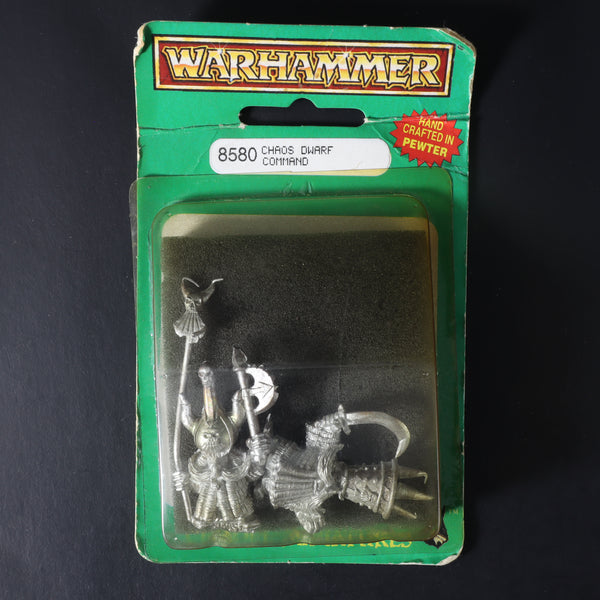 WARHAMMER
HAND
CRAFTED IN
PEWTER
8580 CHAOS DWARF
COMMAND